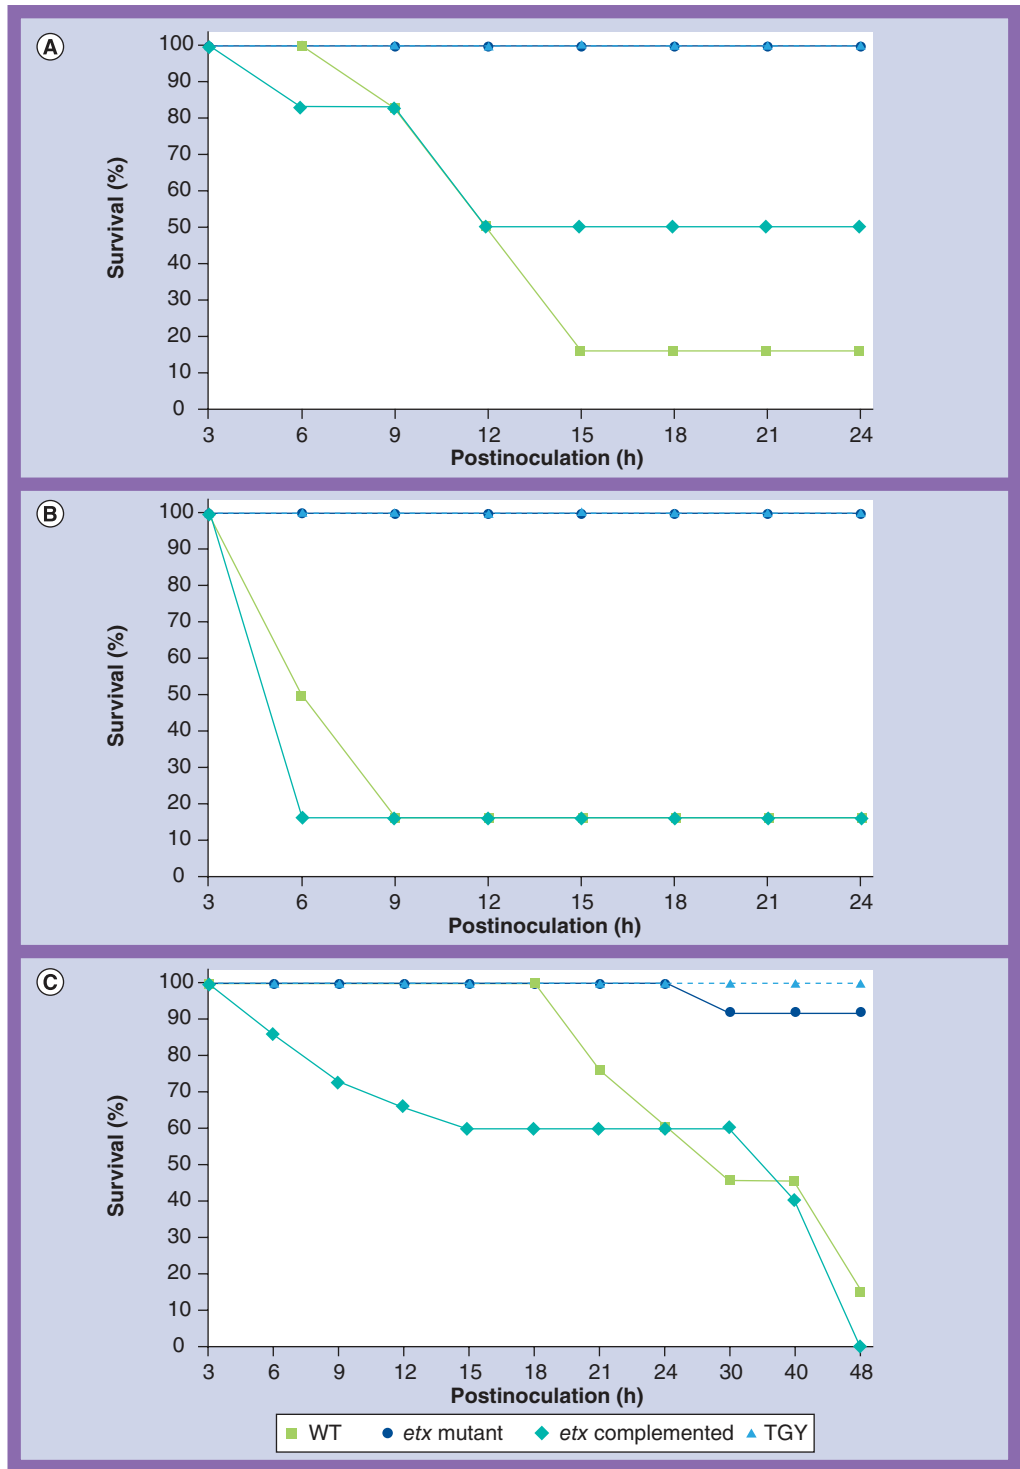 A
100
90
80
70
60
50
40
30
20
10
0
Survival (%)
3 6 9 12 15 18 21 24
Postinoculation (h)
B
100
90
80
70
60
50
40
30
20
10
0
Survival (%)
3 6 9 12 15 18 21 24
Postinoculation (h)
C
100
90
80
70
60
50
40
30
20
10
0
Survival (%)
3 6 9 12 15 18 21 24 30 40 48
Postinoculation (h)
WT etx mutant etx complemented TGY